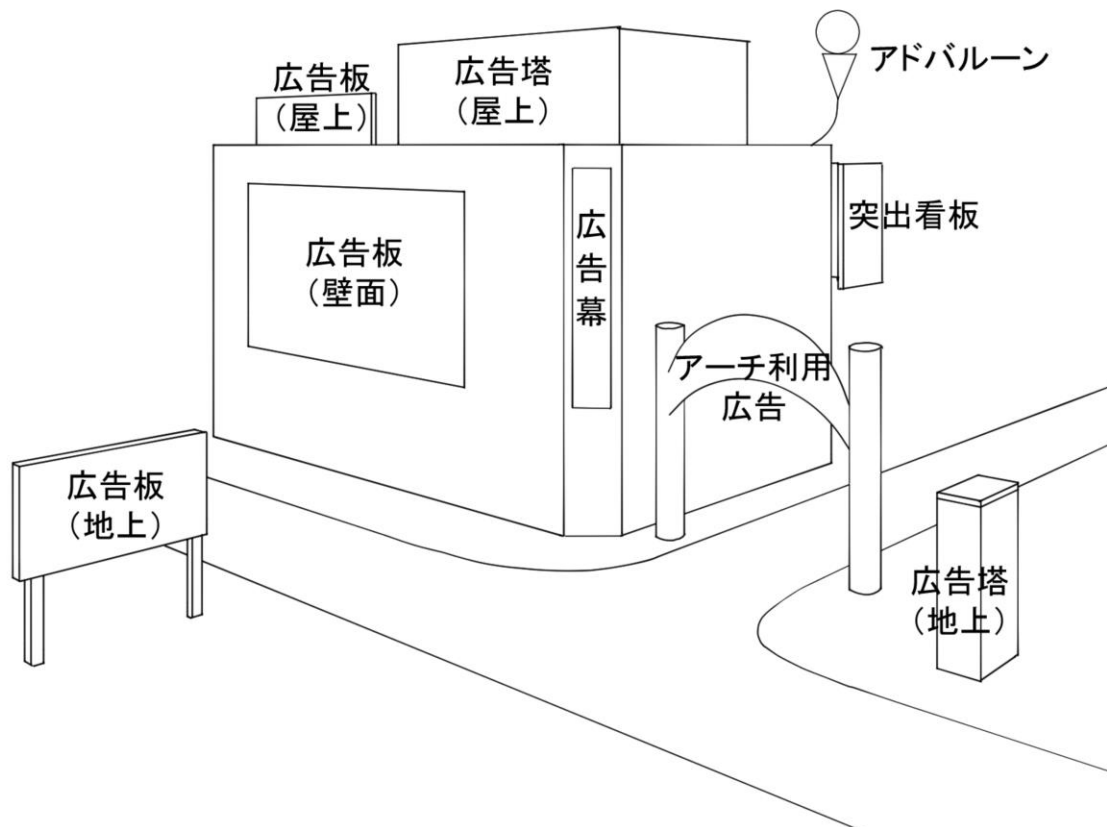 アドバルーン
広告板
（屋上）
広告塔
（屋上）
突出看板
広告板
（壁面）
広告幕
アーチ利用
広告
広告板
（地上）
広告塔
（地上）